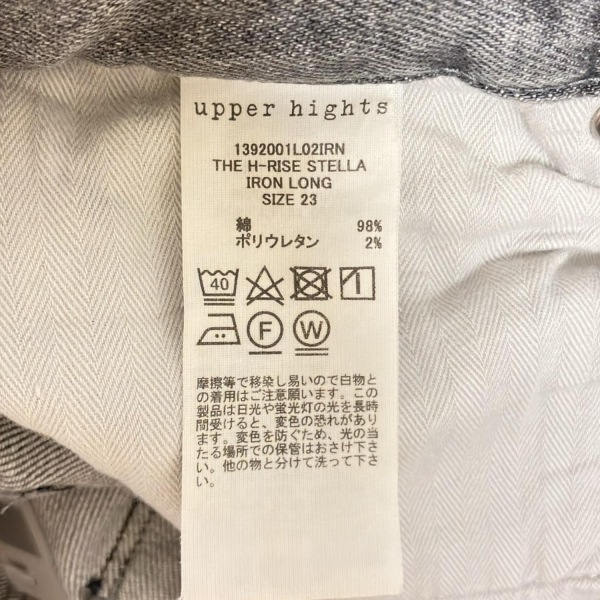 upper hights
1392001L02IRN
THE H-RISE STELLA
IRON LONG
SIZE 23
綿 98%
ポリウレタン 2%
40
F W
摩擦等で移染し易いので白物と
の着用はご注意願います。この
製品は日光や蛍光灯の光を長時
間受けると、変色の恐れがあり
ます。変色を防ぐため、光の当
たる場所での保管はおさけ下さ
い。他の物と分けて洗って下さ
い。